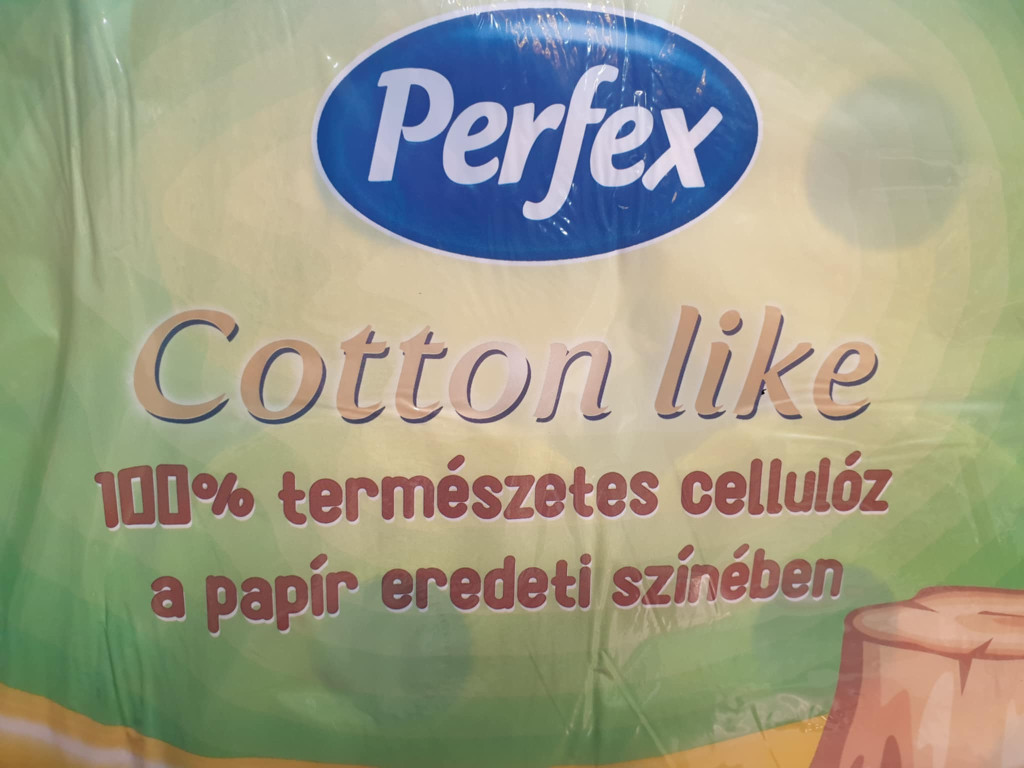 Perfex
Cotton like
100% természetes cellulóz
a papír eredeti színében